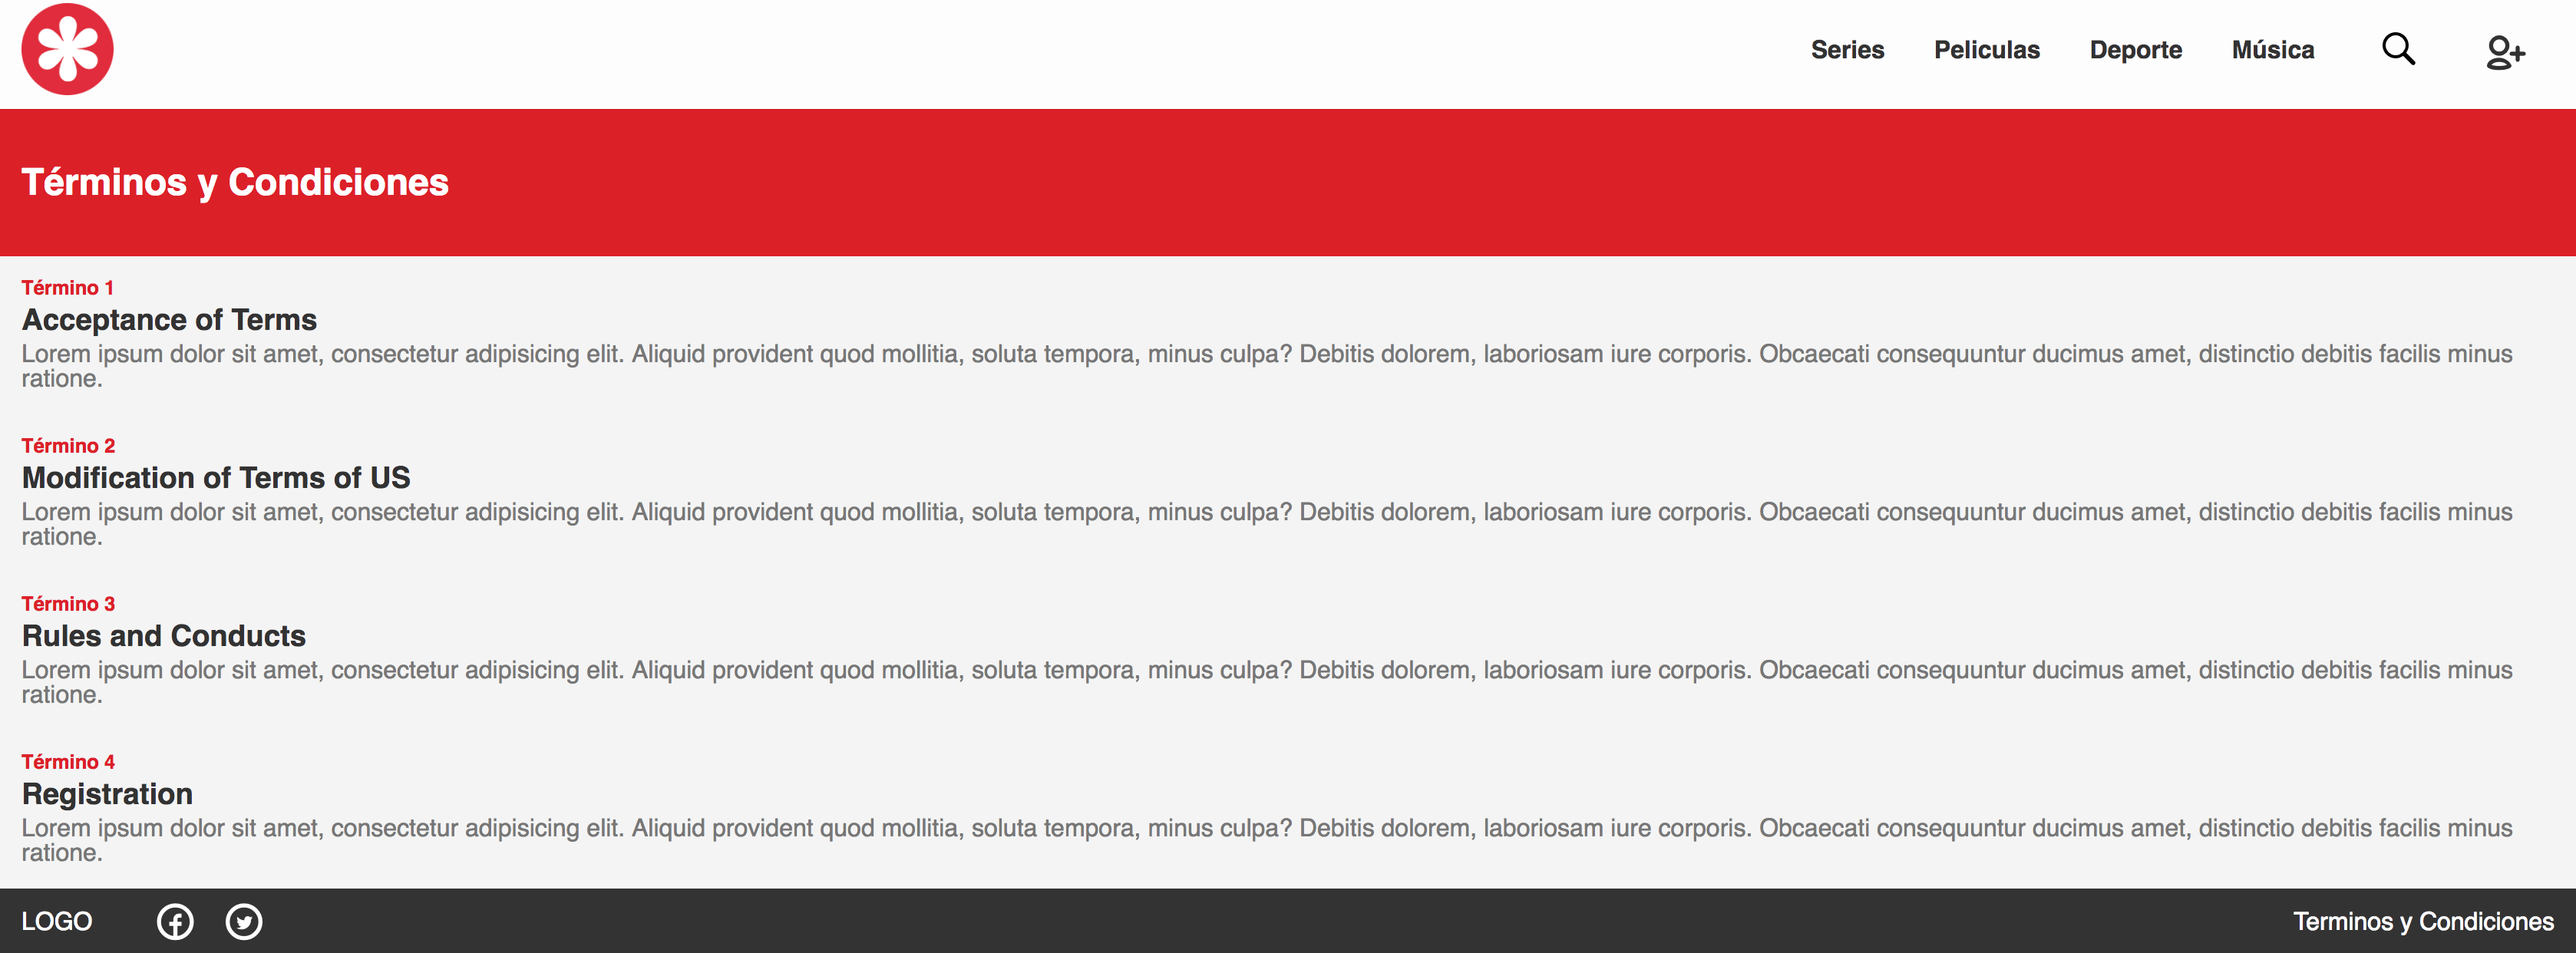 Series Peliculas Deporte Música
Términos y Condiciones
Término 1
Acceptance of Terms
Lorem ipsum dolor sit amet, consectetur adipisicing elit. Aliquid provident quod mollitia, soluta tempora, minus culpa? Debitis dolorem, laboriosam iure corporis. Obcaecati consequuntur ducimus amet, distinctio debitis facilis minus
ratione.
Término 2
Modification of Terms of US
Lorem ipsum dolor sit amet, consectetur adipisicing elit. Aliquid provident quod mollitia, soluta tempora, minus culpa? Debitis dolorem, laboriosam iure corporis. Obcaecati consequuntur ducimus amet, distinctio debitis facilis minus
ratione.
Término 3
Rules and Conducts
Lorem ipsum dolor sit amet, consectetur adipisicing elit. Aliquid provident quod mollitia, soluta tempora, minus culpa? Debitis dolorem, laboriosam iure corporis. Obcaecati consequuntur ducimus amet, distinctio debitis facilis minus
ratione.
Término 4
Registration
Lorem ipsum dolor sit amet, consectetur adipisicing elit. Aliquid provident quod mollitia, soluta tempora, minus culpa? Debitis dolorem, laboriosam iure corporis. Obcaecati consequuntur ducimus amet, distinctio debitis facilis minus
ratione.
LOGO Terminos y Condiciones